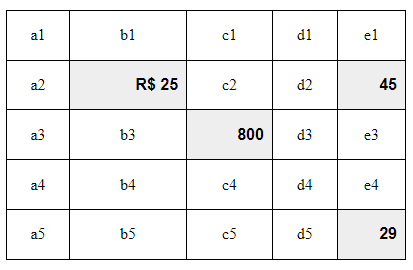 a1 b1 c1 d1 e1
a2 R$ 25 c2 d2 45
a3 b3 800 d3 e3
a4 b4 c4 d4 e4
a5 b5 c5 d5 29